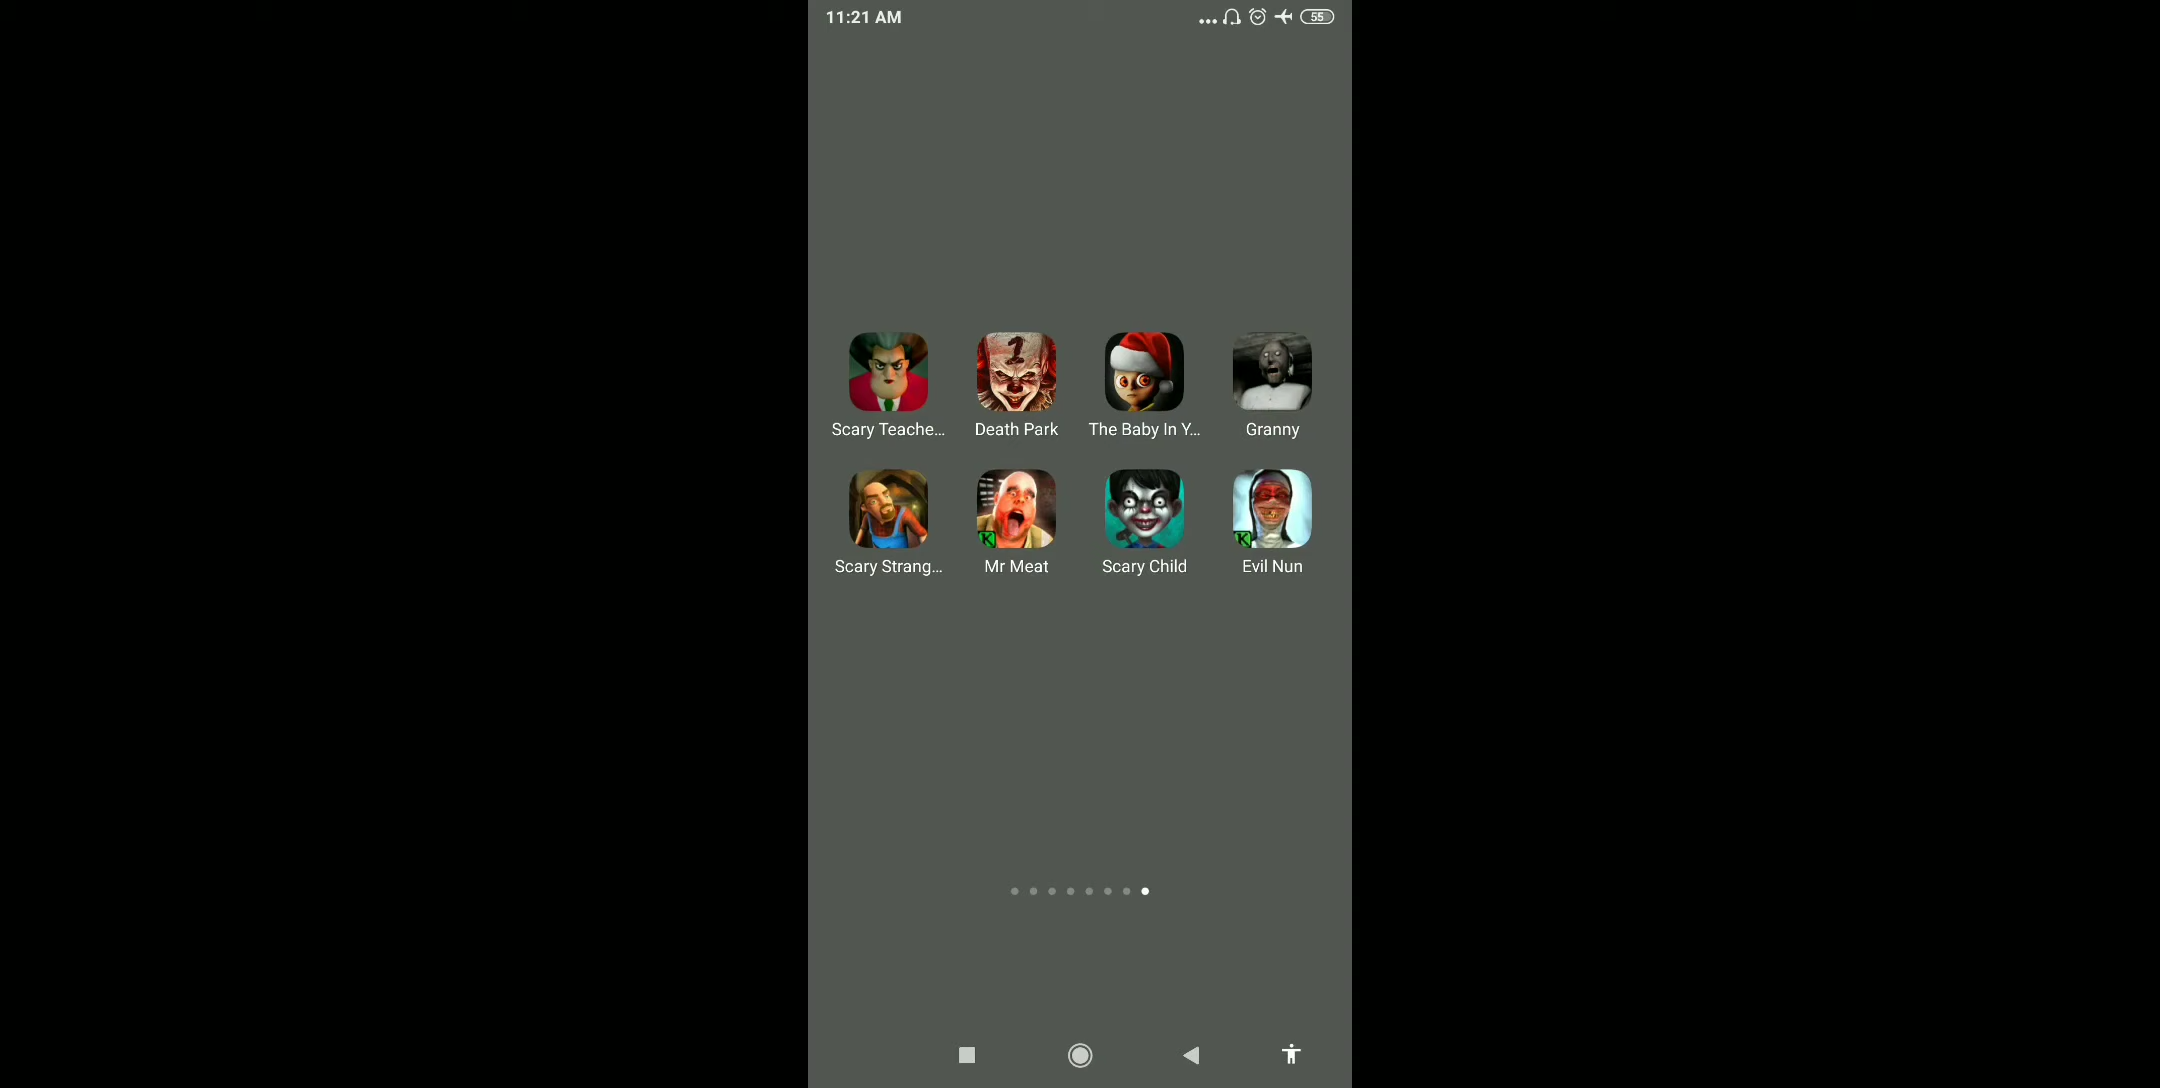 11:21 AM
55
Scary Teache...
Death Park
The Baby In Y...
Granny
Scary Strang...
Mr Meat
Scary Child
Evil Nun